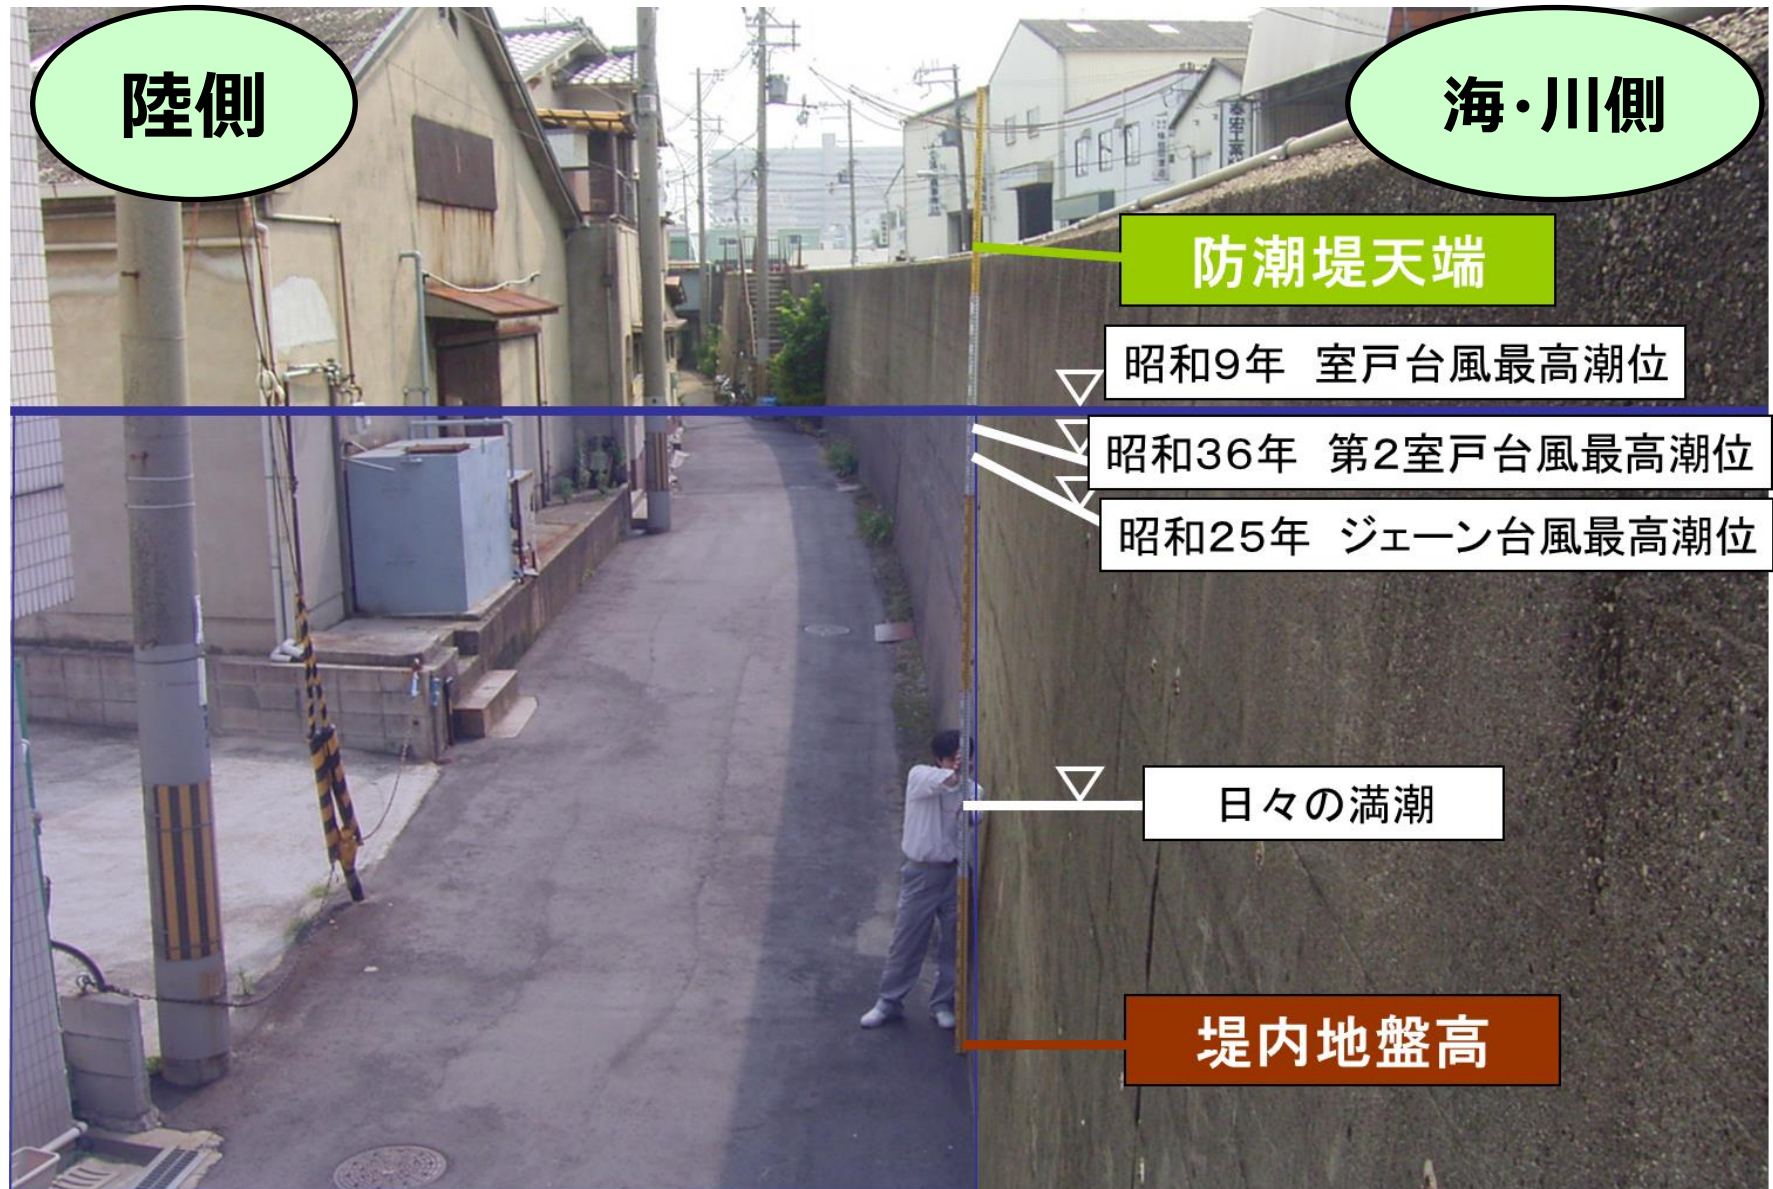 陸側
海・川側
防潮堤天端
昭和9年 室戸台風最高潮位
昭和36年 第2室戸台風最高潮位
昭和25年 ジェーン台風最高潮位
日々の満潮
堤内地盤高